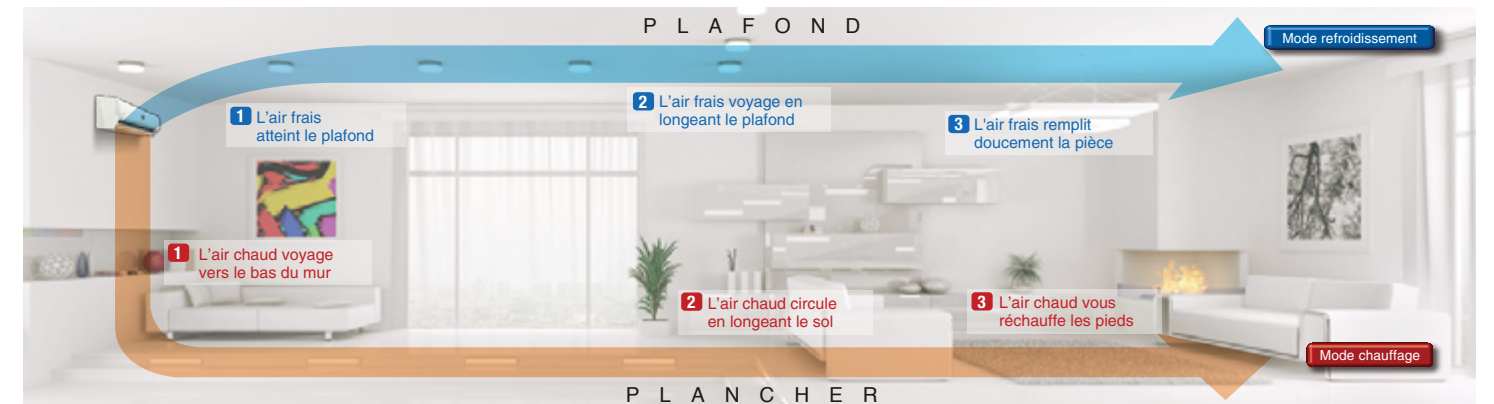 PLAFOND
Mode refroidissement
1 L'air frais
atteint le plafond
2 L'air frais voyage en
longeant le plafond
3 L'air frais remplit
doucement la pièce
1 L'air chaud voyage
vers le bas du mur
2 L'air chaud circule
en longeant le sol
3 L'air chaud vous
réchauffe les pieds
Mode chauffage
PLANCHER